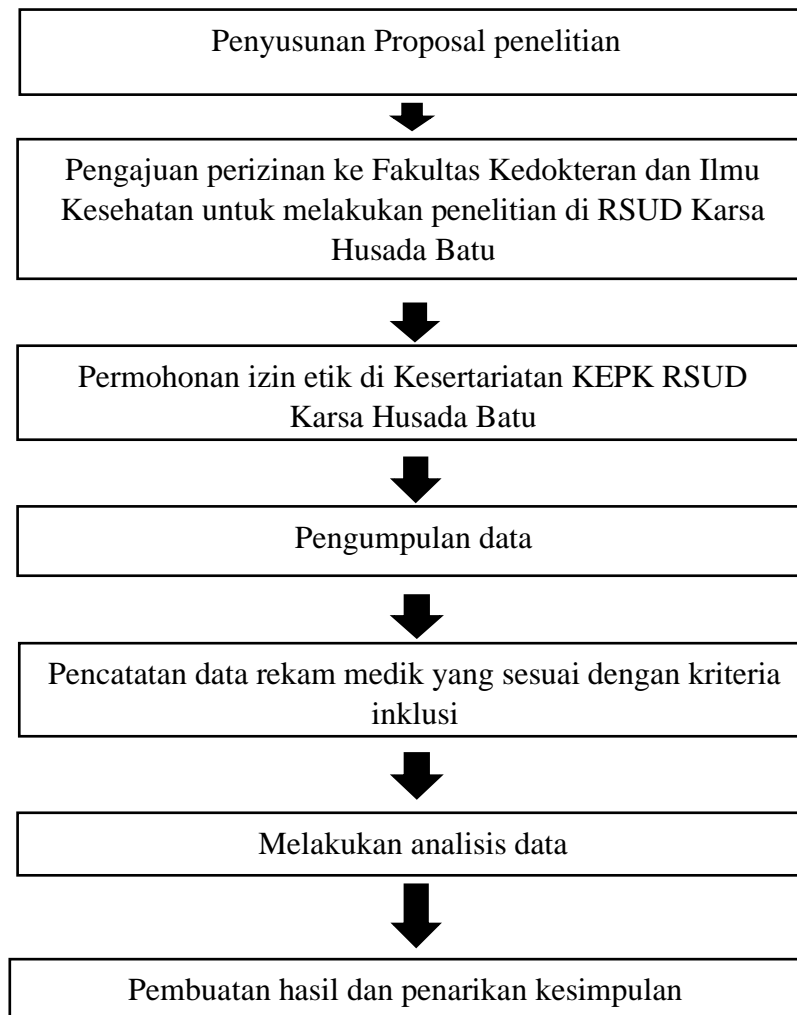 Penyusunan Proposal penelitian
Pengajuan perizinan ke Fakultas Kedokteran dan Ilmu
Kesehatan untuk melakukan penelitian di RSUD Karsa
Husada Batu
Permohonan izin etik di Kesertariatan KEPK RSUD
Karsa Husada Batu
Pengumpulan data
Pencatatan data rekam medik yang sesuai dengan kriteria
inklusi
Melakukan analisis data
Pembuatan hasil dan penarikan kesimpulan